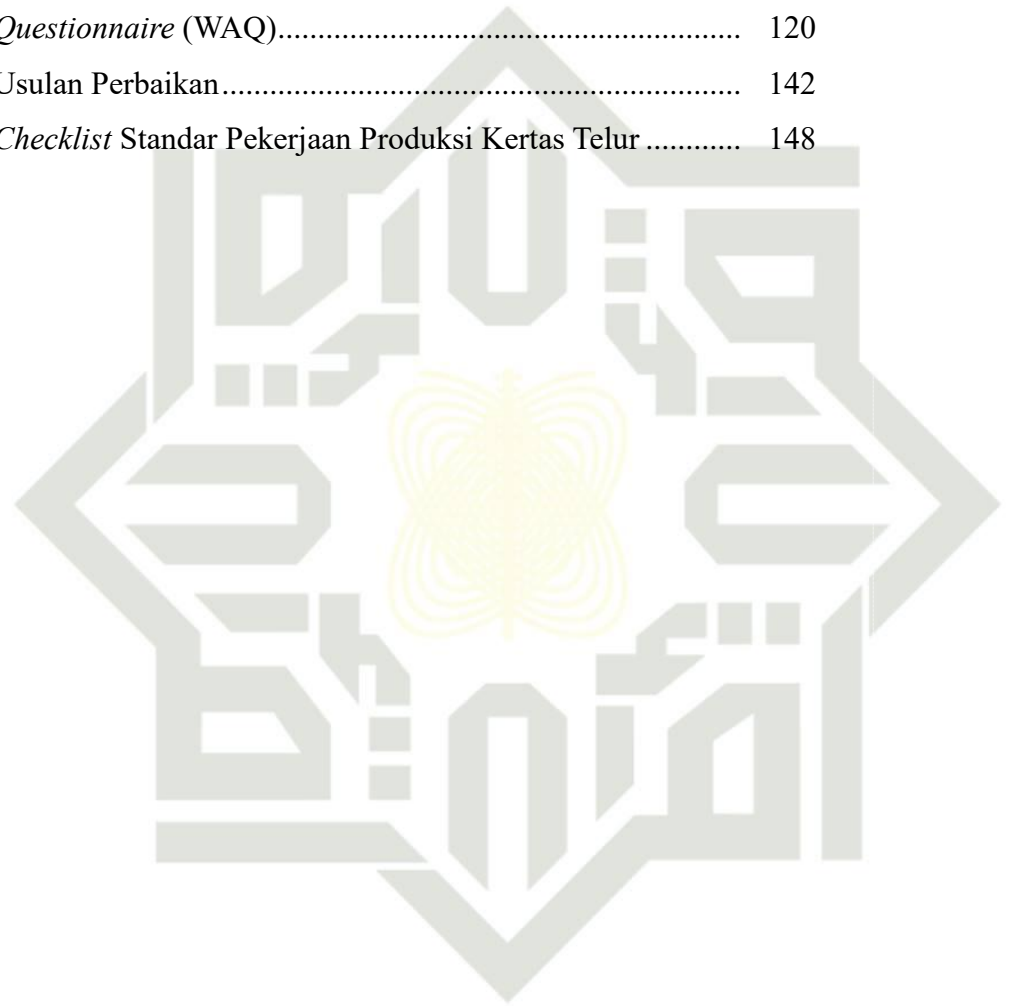 Questionnaire (WAQ)............................................................ 120
Usulan Perbaikan................................................................... 142
Checklist Standar Pekerjaan Produksi Kertas Telur ............ 148